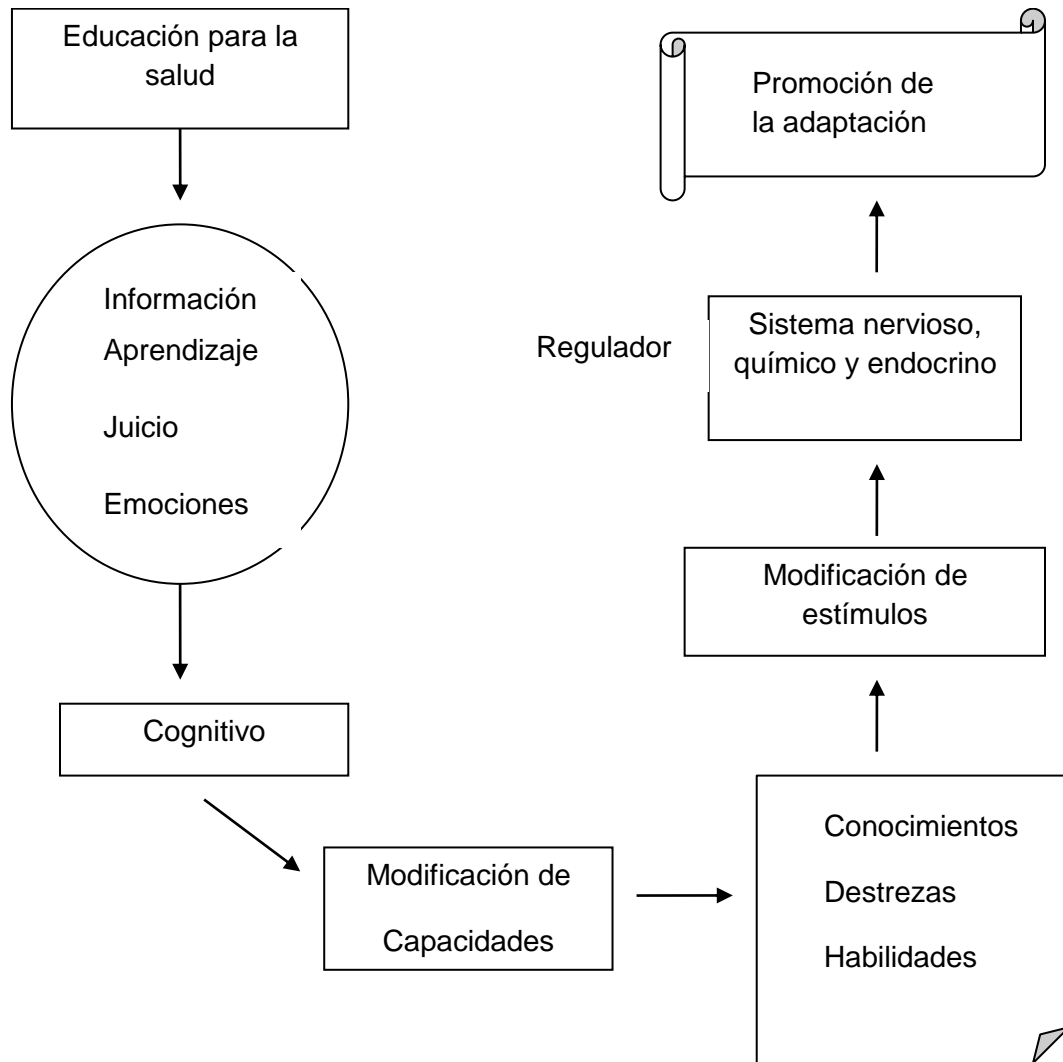 Educación para la
salud
Información
Aprendizaje
Juicio
Emociones
Cognitivo
Modificación de
Capacidades
Conocimientos
Destrezas
Habilidades
Modificación de
estímulos
Regulador
Sistema nervioso,
químico y endocrino
Promoción de
la adaptación